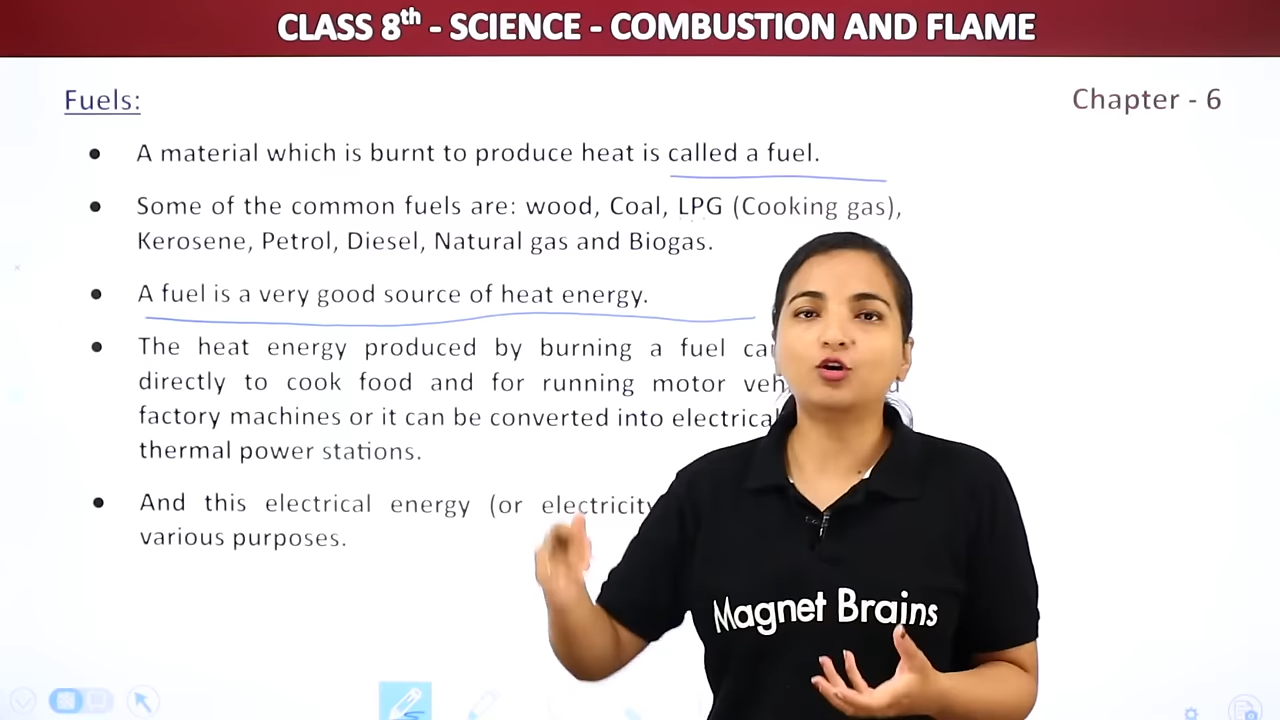 CLASS 8th - SCIENCE - COMBUSTION AND FLAME
Fuels:
Chapter - 6
● A material which is burnt to produce heat is called a fuel.
● Some of the common fuels are: wood, Coal, LPG (Cooking gas),
Kerosene, Petrol, Diesel, Natural gas and Biogas.
● A fuel is a very good source of heat energy.
● The heat energy produced by burning a fuel
directly to cook food and for running motor
factory machines or it can be converted into electrical
thermal power stations.
● And this electrical energy (or electricity
various purposes.
Magnet Brains